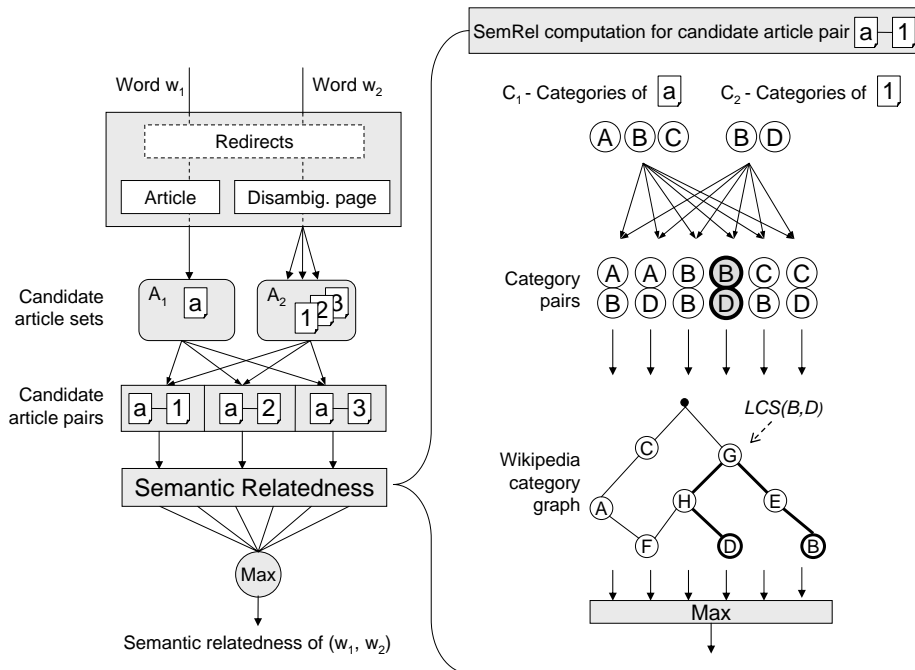 Word w₁
Word w₂
Redirects
Article
Disambig. page
Candidate
article sets
A₁
a
A₂
1
2
3
Candidate
article pairs
a 1
a 2
a 3
Semantic Relatedness
Max
Semantic relatedness of (w₁, w₂)
SemRel computation for candidate article pair a 1
C₁ - Categories of a
C₂ - Categories of 1
A B C
B D
Category
pairs
A A B B C C
B D B D B D
LCS(B,D)
Wikipedia
category
graph
C
G
A
H
E
F
D
B
Max